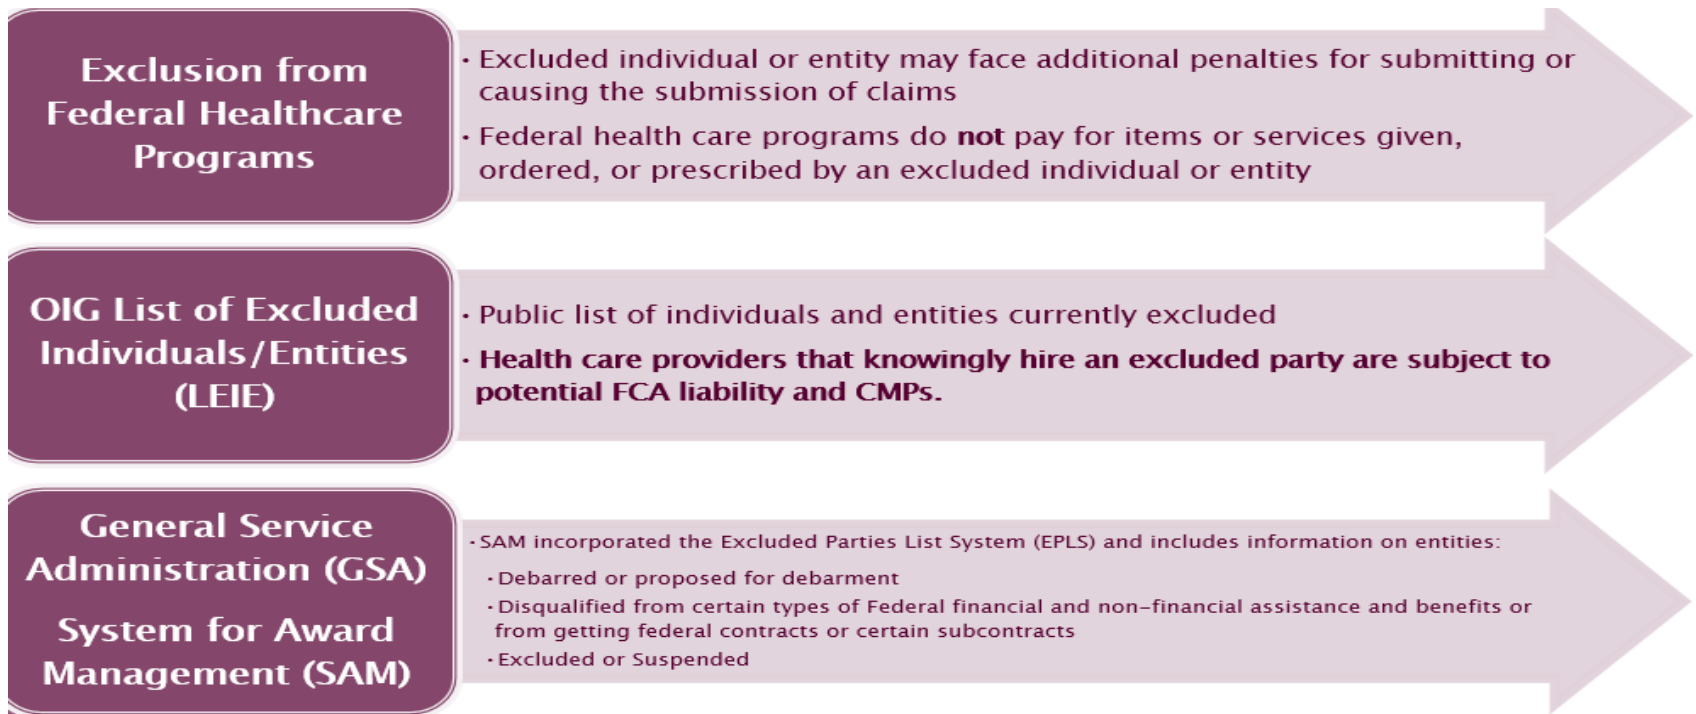 Exclusion from
Federal Healthcare
Programs
· Excluded individual or entity may face additional penalties for submitting or
causing the submission of claims
· Federal health care programs do not pay for items or services given,
ordered, or prescribed by an excluded individual or entity
OIG List of Excluded
Individuals/Entities
(LEIE)
· Public list of individuals and entities currently excluded
· Health care providers that knowingly hire an excluded party are subject to
potential FCA liability and CMPs.
General Service
Administration (GSA)
System for Award
Management (SAM)
· SAM incorporated the Excluded Parties List System (EPLS) and includes information on entities:
· Debarred or proposed for debarment
· Disqualified from certain types of Federal financial and non-financial assistance and benefits or
from getting federal contracts or certain subcontracts
· Excluded or Suspended